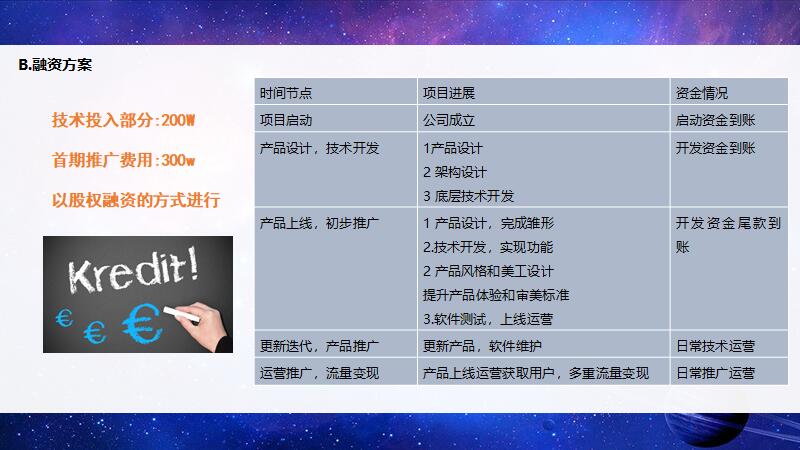 B.融资方案
技术投入部分:200W
首期推广费用:300w
以股权融资的方式进行
Kredit!
€ € €
时间节点 项目进展 资金情况
项目启动 公司成立 启动资金到账
产品设计，技术开发 1产品设计 开发资金到账
2 架构设计
3 底层技术开发
产品上线，初步推广 1 产品设计，完成雏形 开发资金尾款到
2.技术开发，实现功能 账
2 产品风格和美工设计
提升产品体验和审美标准
3.软件测试，上线运营
更新迭代，产品推广 更新产品，软件维护 日常技术运营
运营推广，流量变现 产品上线运营获取用户，多重流量变现 日常推广运营